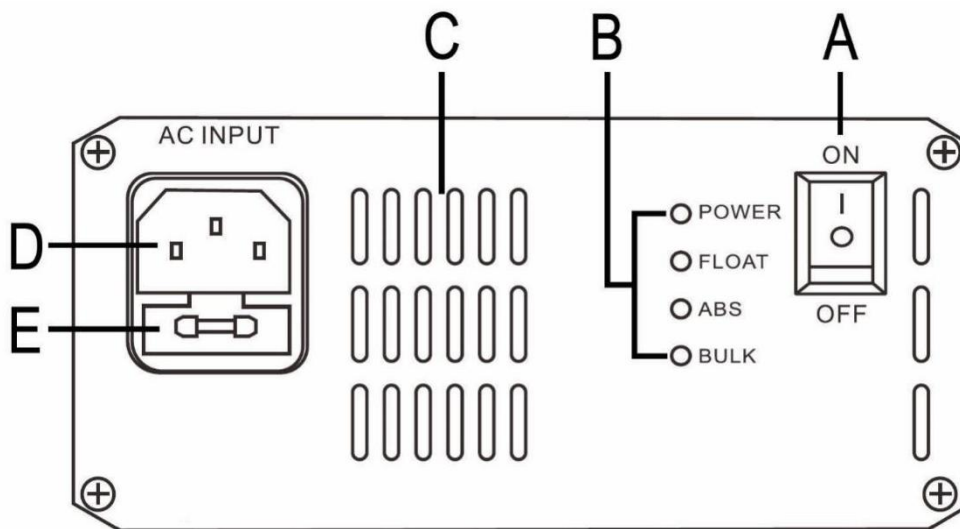 C B A
AC INPUT
ON
POWER
D
FLOAT
ABS
OFF
E
BULK